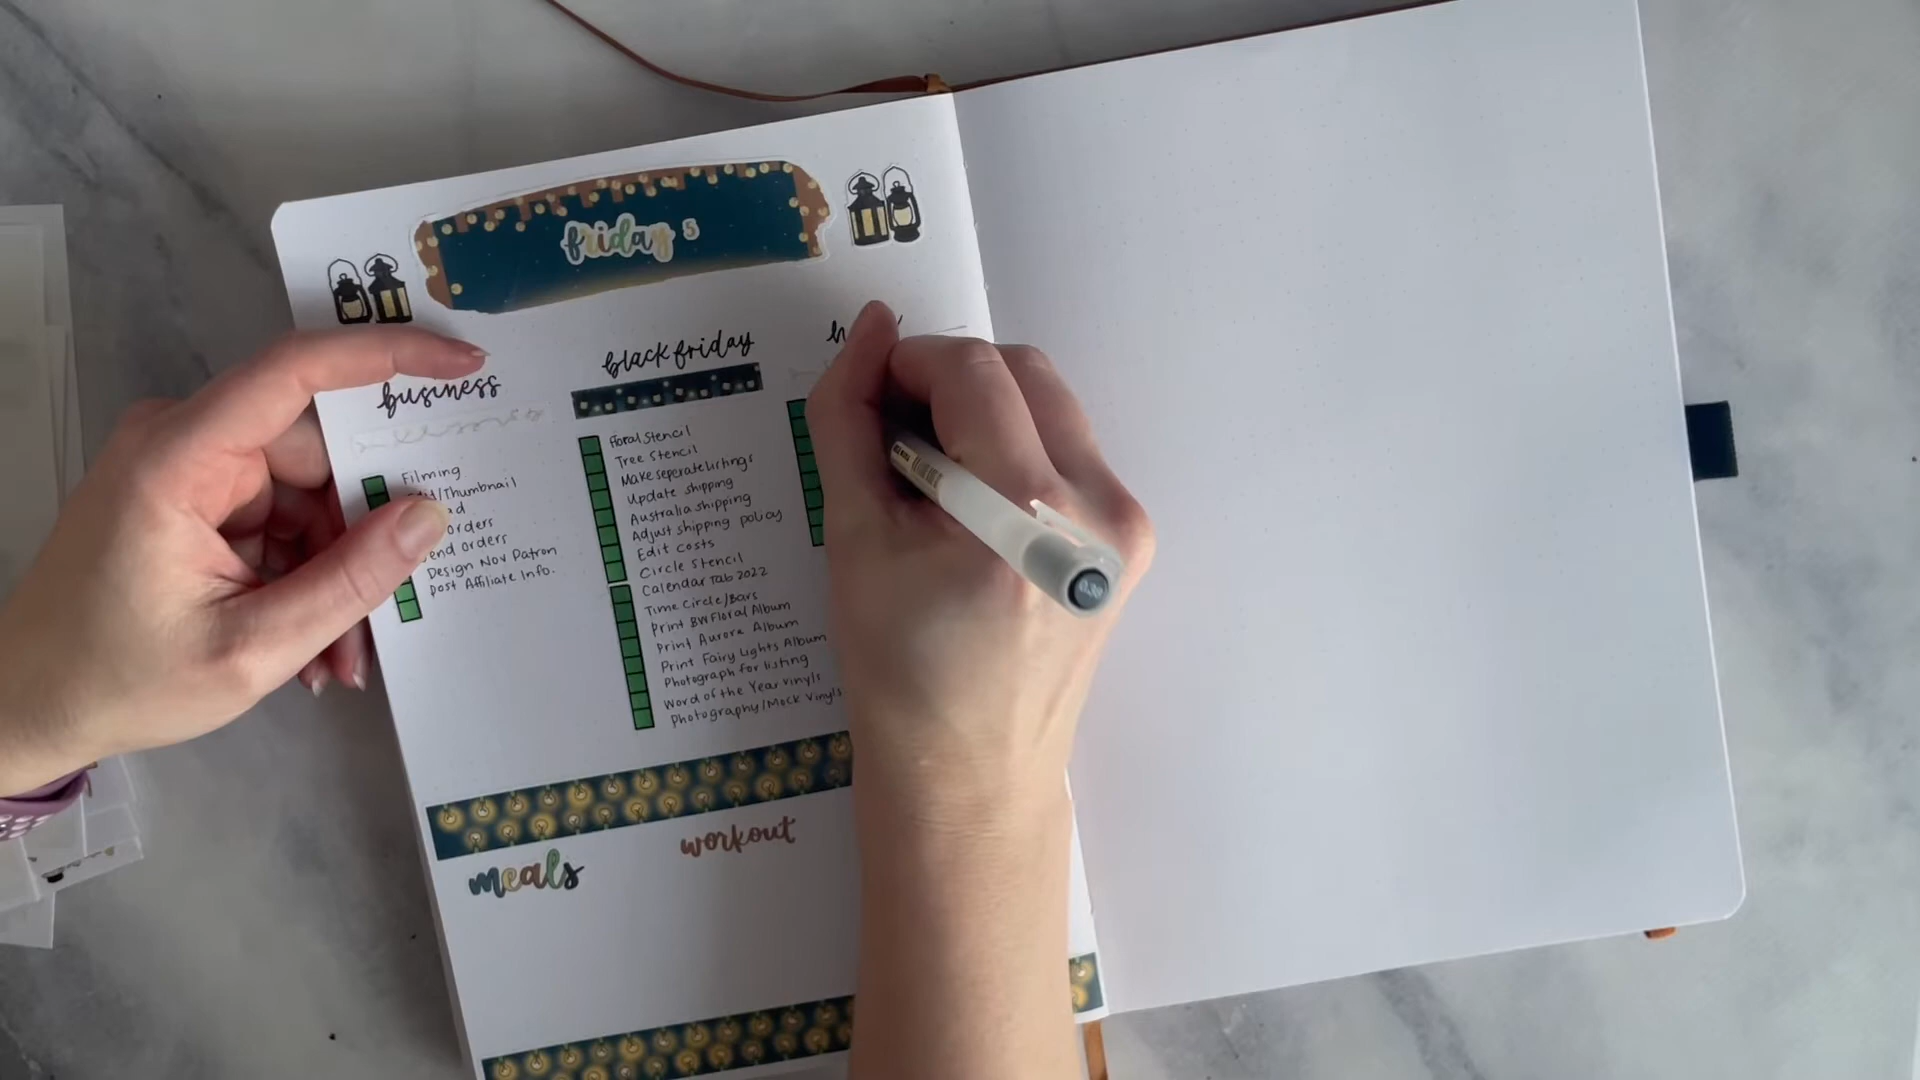 friday 5
business
Filming
/Thumbnail
orders
end orders
Design Nov Patron
post Affiliate Info.
black friday
floral stencil
Tree stencil
Make seperate listings
Update shipping
Australia shipping
Adjust shipping policy
Edit costs
Circle Stencil
Calendar Tab 2022
Time Circle/Bars
Print BW Floral Album
Print Aurora Album
Print Fairy Lights Album
Photograph for listing
Word of the Year vinyls
Photography/Mock Vinyls
h
meals
workout
0.38